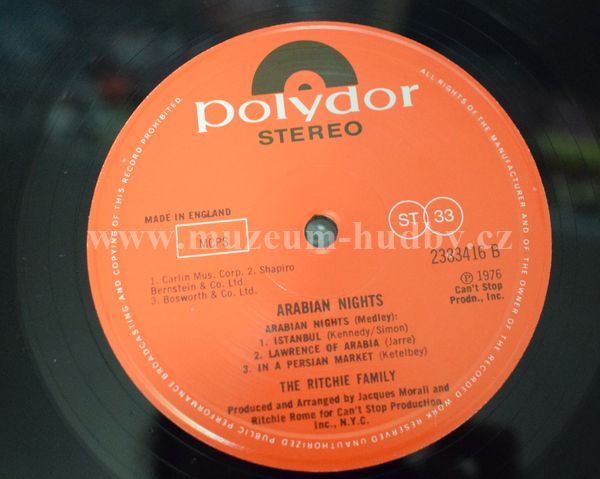 polydor
STEREO
ALL RIGHTS OF THE MANUFACTURER AND OF THE OWNER OF THE RECORDED WORK RESERVED UNAUTHORIZED PUBLIC PERFORMANCE BROADCASTING AND COPYING OF THIS RECORD PROHIBITED.
MADE IN ENGLAND
MCPS
ST 33
www.muzeum-hudby.cz
2383416 B
1. Carlin Mus. Corp. 2. Shapiro
Bernstein & Co. Ltd.
3. Bosworth & Co. Ltd.
℗ 1976
Can't Stop
Prodn., Inc.
ARABIAN NIGHTS
ARABIAN NIGHTS (Medley):
1. ISTANBUL (Kennedy/Simon)
2. LAWRENCE OF ARABIA (Jarre)
3. IN A PERSIAN MARKET (Ketelbey)
THE RITCHIE FAMILY
Produced and Arranged by Jacques Morali and
Ritchie Rome for Can't Stop Production
Inc., N.Y.C.